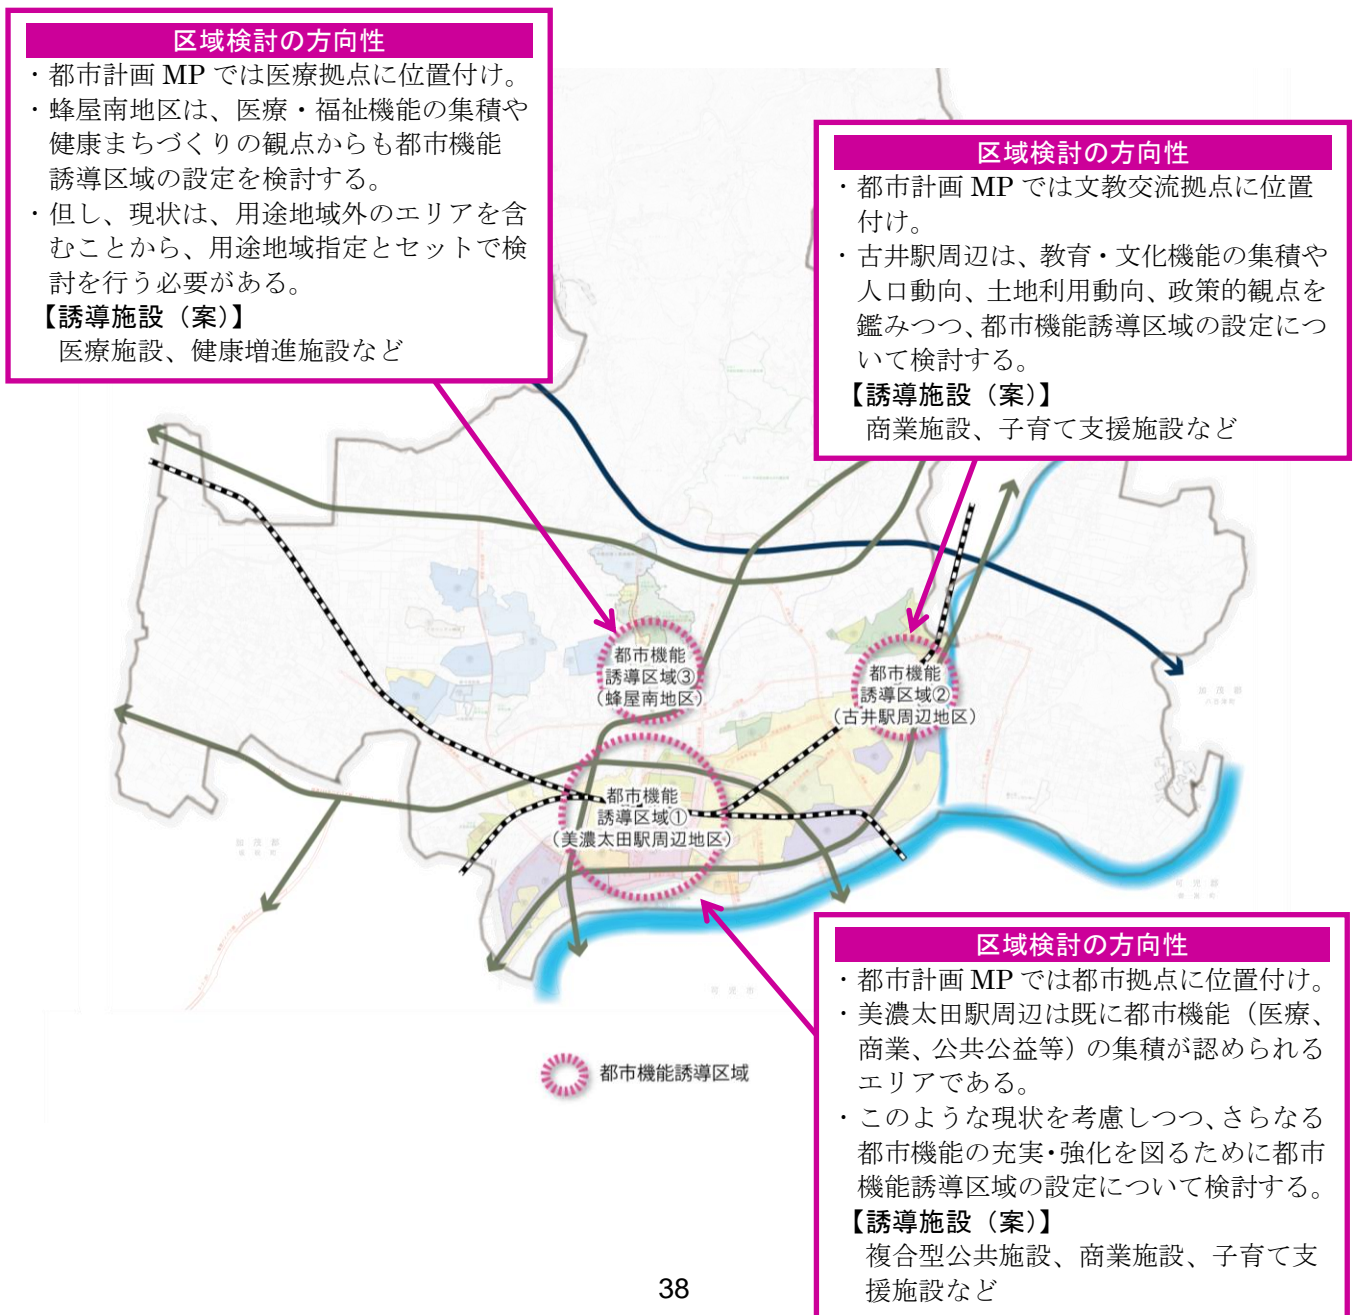 区域検討の方向性
・都市計画 MP では医療拠点に位置付け。
・蜂屋南地区は、医療・福祉機能の集積や
健康まちづくりの観点からも都市機能
誘導区域の設定を検討する。
・但し、現状は、用途地域外のエリアを含
むことから、用途地域指定とセットで検
討を行う必要がある。
【誘導施設（案）】
医療施設、健康増進施設など
区域検討の方向性
・都市計画 MP では文教交流拠点に位置
付け。
・古井駅周辺は、教育・文化機能の集積や
人口動向、土地利用動向、政策的観点を
鑑みつつ、都市機能誘導区域の設定につ
いて検討する。
【誘導施設（案）】
商業施設、子育て支援施設など
都市機能
誘導区域③
（蜂屋南地区）
都市機能
誘導区域②
（古井駅周辺地区）
都市機能
誘導区域①
（美濃太田駅周辺地区）
加茂郡
加茂郡
可児郡
可児市
都市機能誘導区域
区域検討の方向性
・都市計画 MP では都市拠点に位置付け。
・美濃太田駅周辺は既に都市機能（医療、
商業、公共公益等）の集積が認められる
エリアである。
・このような現状を考慮しつつ、さらなる
都市機能の充実・強化を図るために都市
機能誘導区域の設定について検討する。
【誘導施設（案）】
複合型公共施設、商業施設、子育て支
援施設など
38